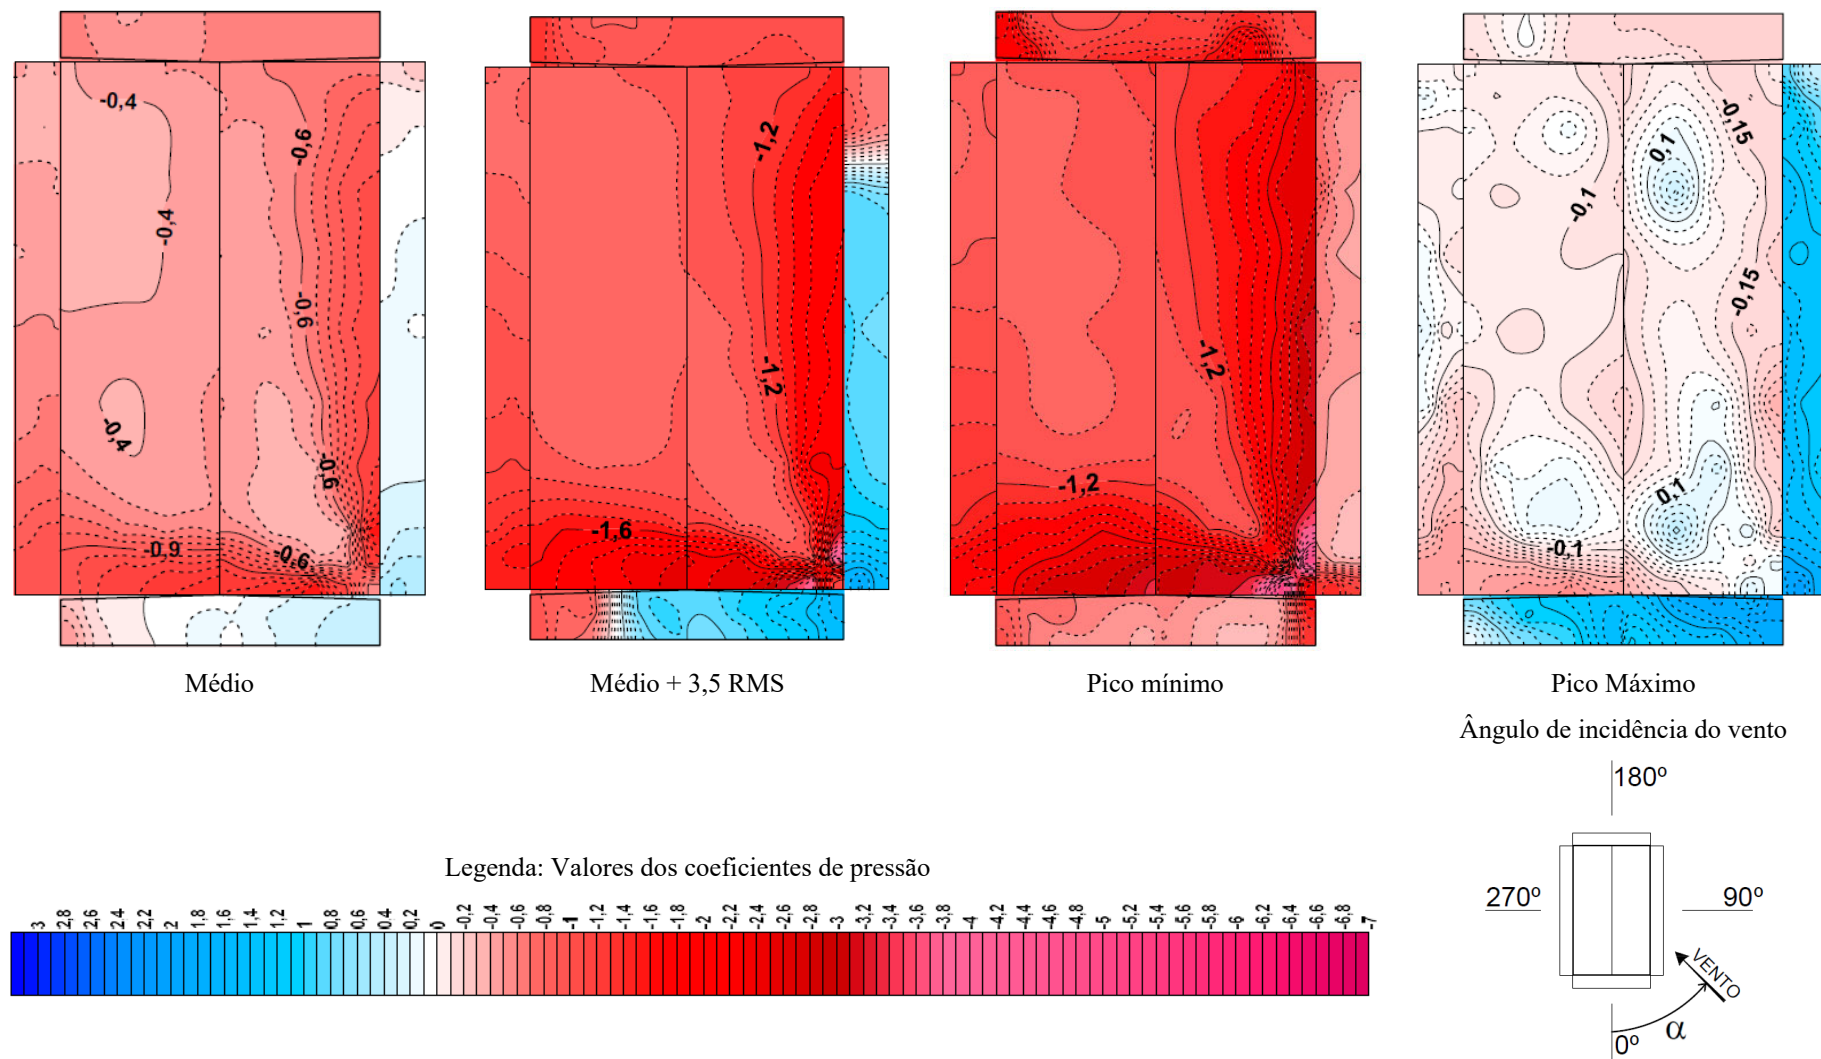 -0,4
-0,4
-0,4
-0,6
-0,6
-0,6
-0,9
-0,6
-1,2
-1,2
-1,6
-1,2
-1,2
0,1
-0,15
-0,1
-0,15
0,1
-0,1
Médio
Médio + 3,5 RMS
Pico mínimo
Pico Máximo
Ângulo de incidência do vento
180º
270º
90º
VENTO
α
0º
Legenda: Valores dos coeficientes de pressão
3 2,8 2,6 2,4 2,2 2 1,8 1,6 1,4 1,2 1 0,8 0,6 0,4 0,2 0 -0,2 -0,4 -0,6 -0,8 -1 -1,2 -1,4 -1,6 -1,8 -2 -2,2 -2,4 -2,6 -2,8 -3 -3,2 -3,4 -3,6 -3,8 -4 -4,2 -4,4 -4,6 -4,8 -5 -5,2 -5,4 -5,6 -5,8 -6 -6,2 -6,4 -6,6 -6,8 -7